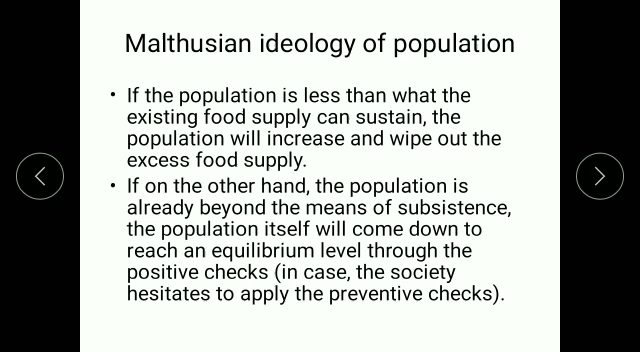 Malthusian ideology of population
• If the population is less than what the
existing food supply can sustain, the
population will increase and wipe out the
excess food supply.
• If on the other hand, the population is
already beyond the means of subsistence,
the population itself will come down to
reach an equilibrium level through the
positive checks (in case, the society
hesitates to apply the preventive checks).